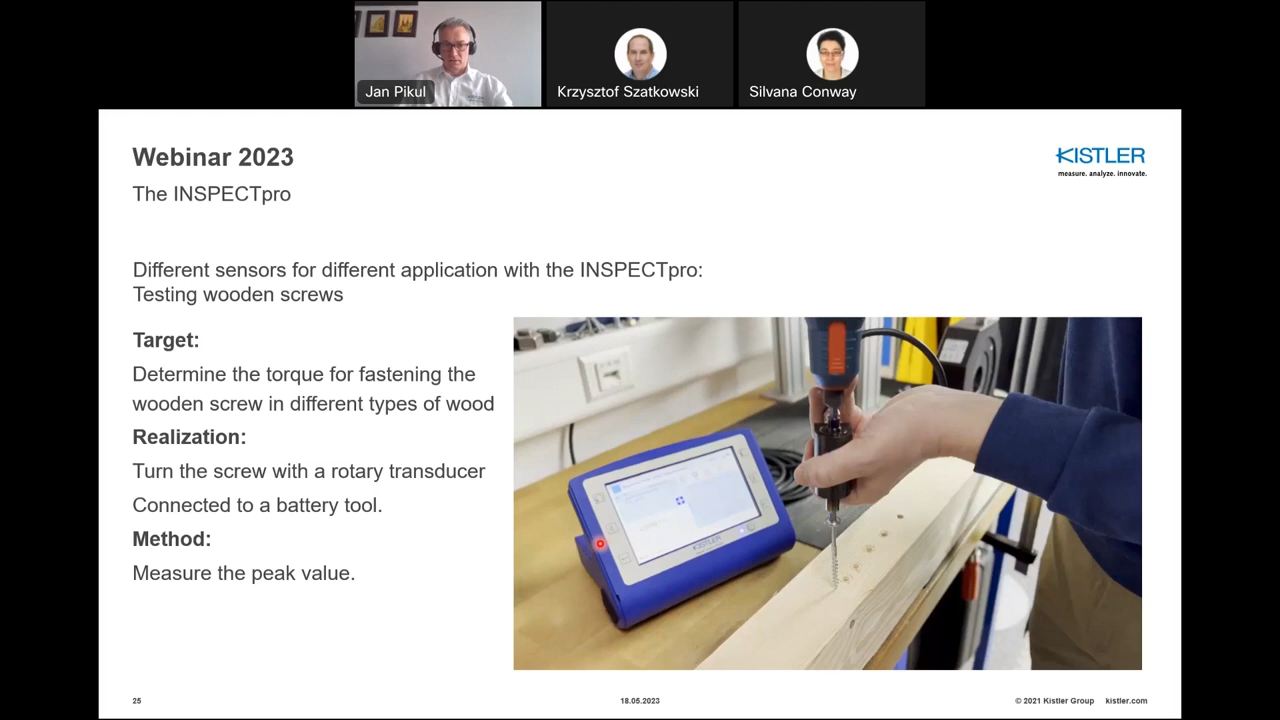 Jan Pikul
Krzysztof Szatkowski
Silvana Conway
Webinar 2023
KISTLER
measure. analyze. innovate.
The INSPECTpro
Different sensors for different application with the INSPECTpro:
Testing wooden screws
Target:
Determine the torque for fastening the
wooden screw in different types of wood
Realization:
Turn the screw with a rotary transducer
Connected to a battery tool.
Method:
Measure the peak value.
KISTLER
25
18.05.2023
© 2021 Kistler Group kistler.com